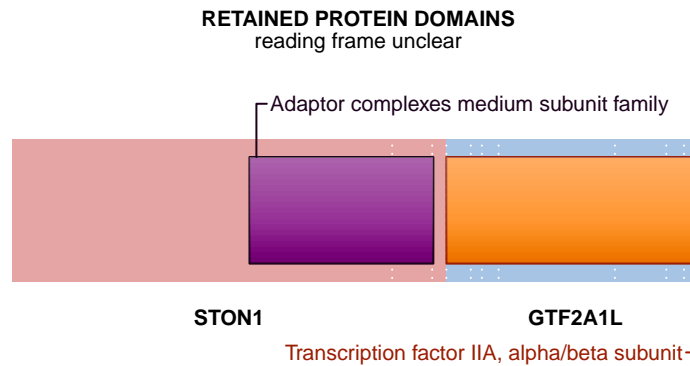 RETAINED PROTEIN DOMAINS
reading frame unclear
Adaptor complexes medium subunit family
STON1
GTF2A1L
Transcription factor IIA, alpha/beta subunit